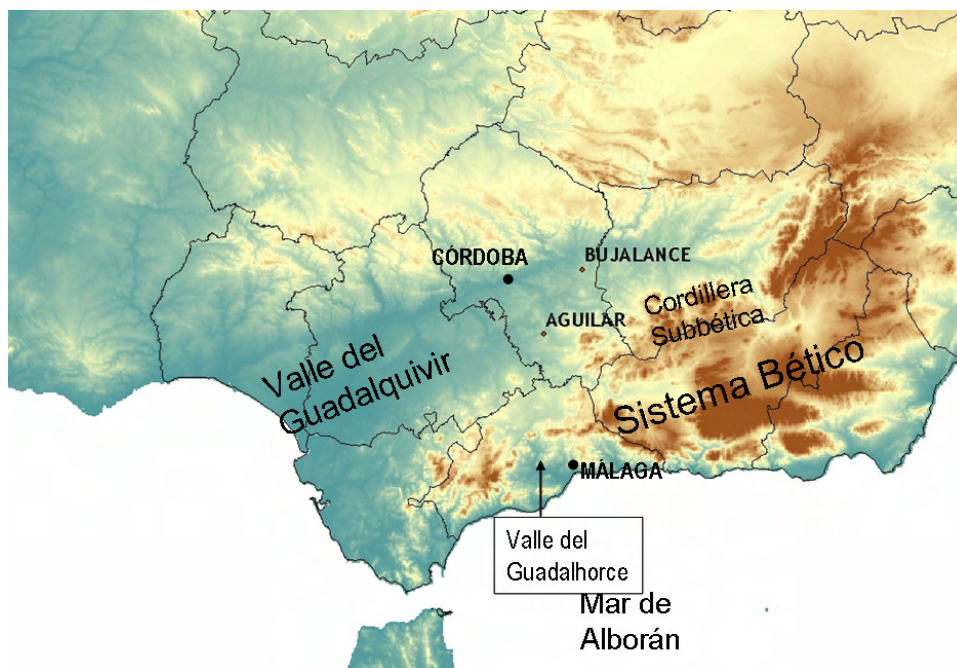 CÓRDOBA
BUJALANCE
AGUILAR
Cordillera
Subbética
Valle del
Guadalquivir
Sistema Bético
MÁLAGA
Valle del
Guadalhorce
Mar de
Alborán